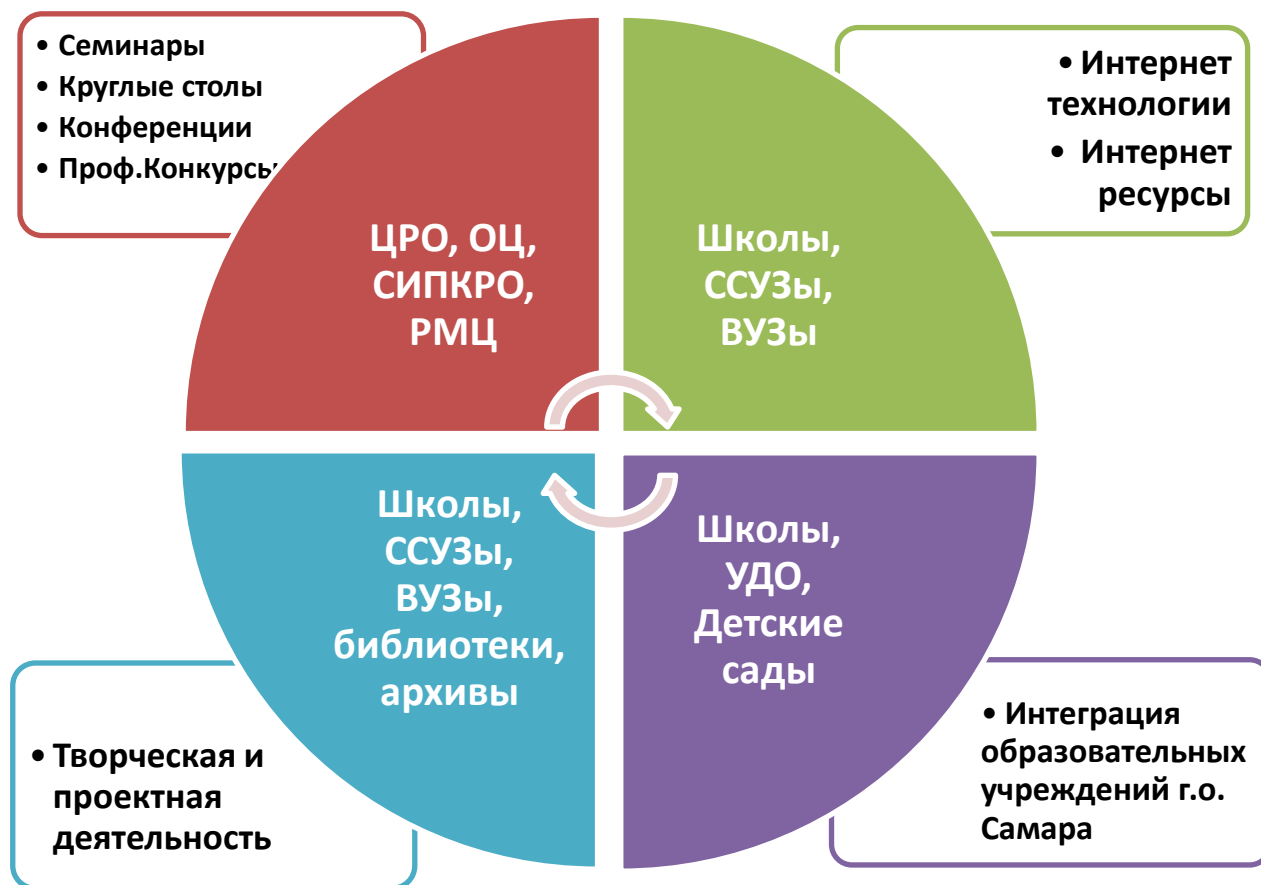 • Семинары
• Круглые столы
• Конференции
• Проф.Конкурсы
ЦРО, ОЦ,
СИПКРО,
РМЦ
Школы,
ССУЗы,
ВУЗы
• Интернет
технологии
• Интернет
ресурсы
Школы,
ССУЗы,
ВУЗы,
библиотеки,
архивы
Школы,
УДО,
Детские
сады
• Творческая и
проектная
деятельность
• Интеграция
образовательных
учреждений г.о.
Самара